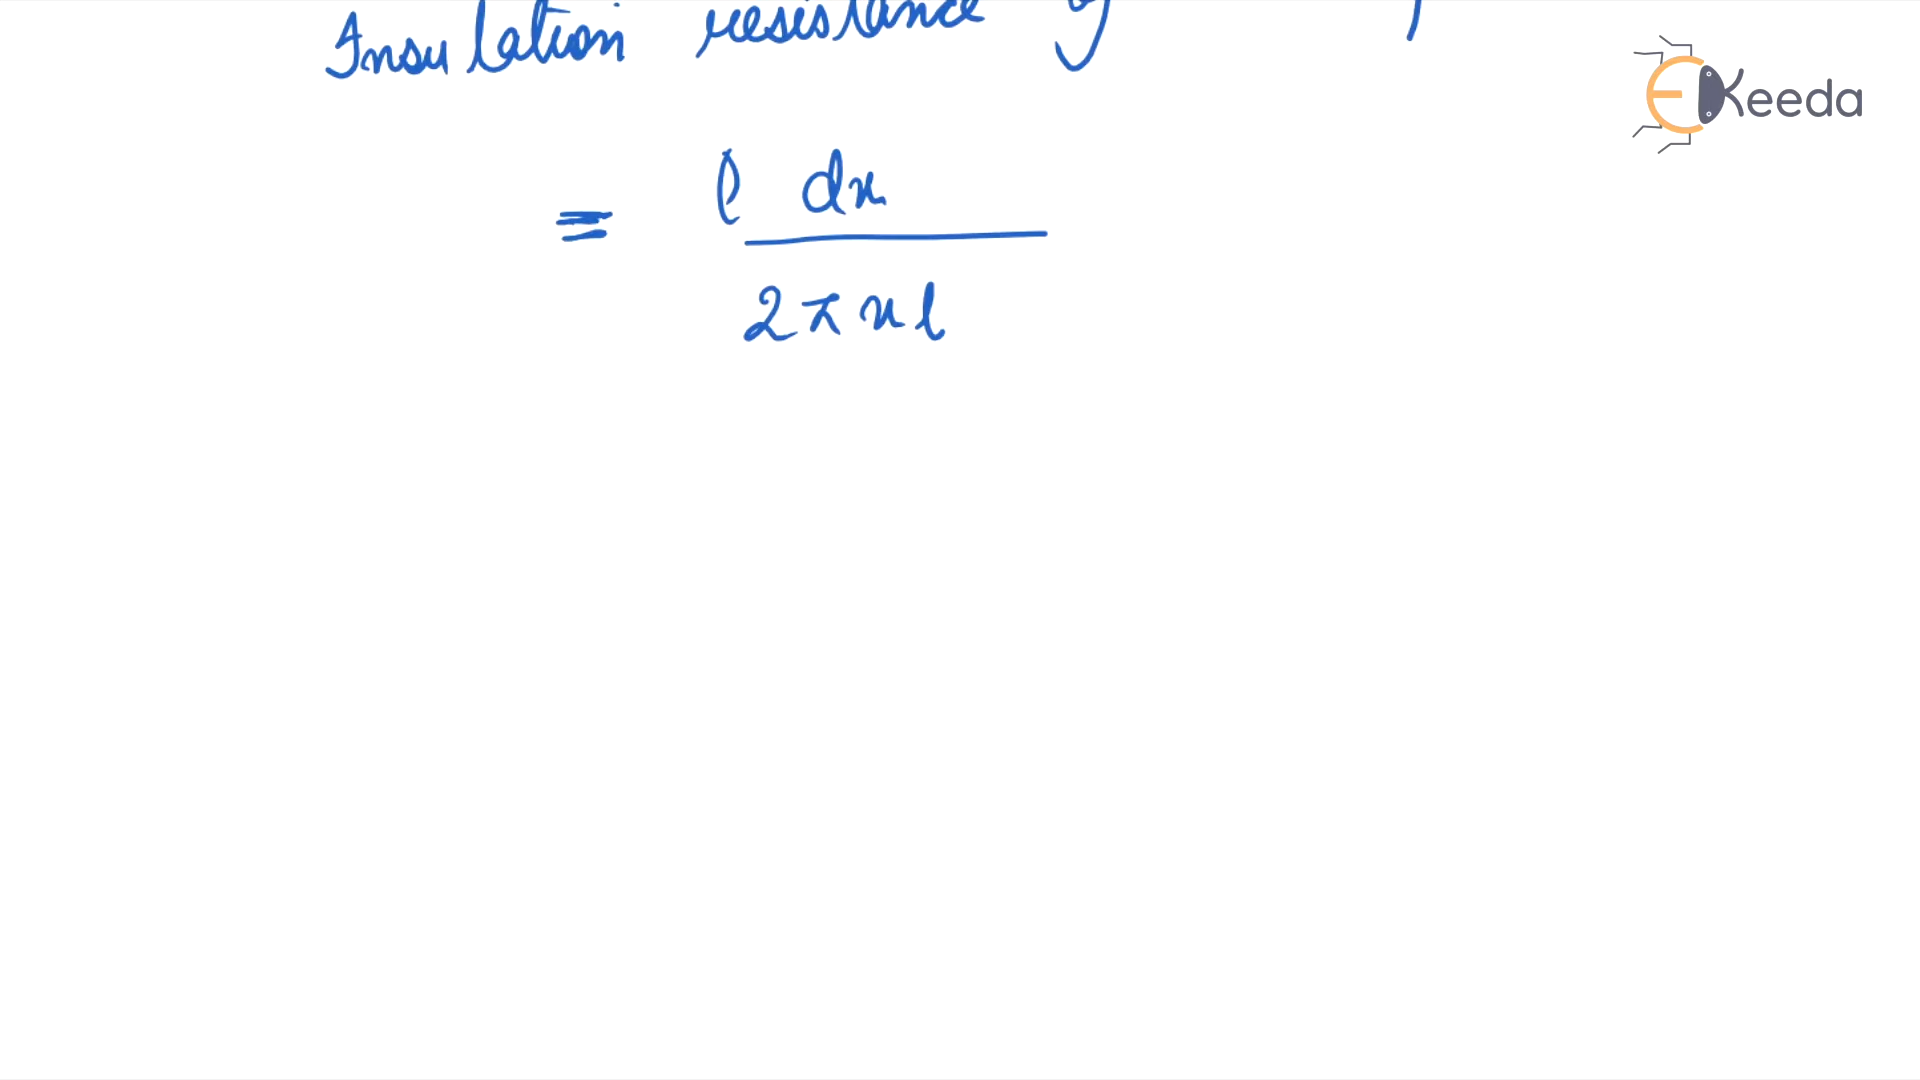 Insulation resistance of
Keeda
= ρ dx
2πxl